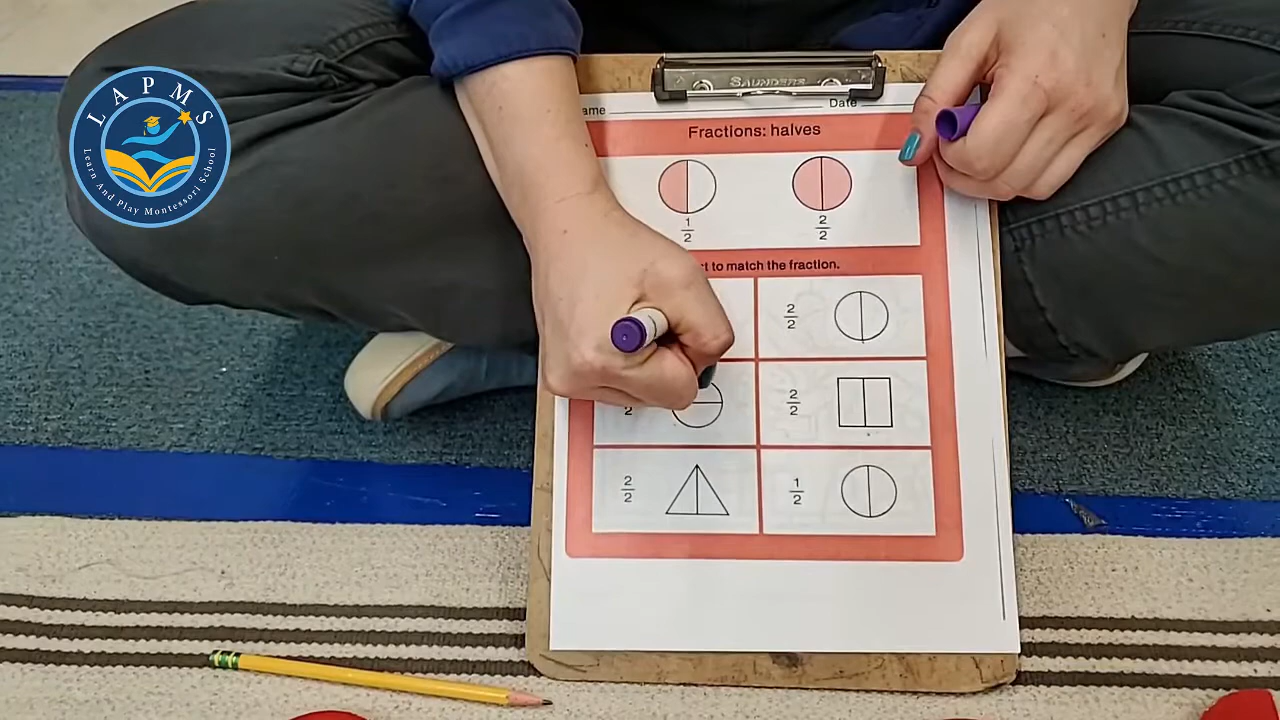 LAPMS
Learn And Play Montessori School
SAUNDERS
ame Date
Fractions: halves
1/2 2/2
to match the fraction.
2/2
2 2/2
2/2 1/2